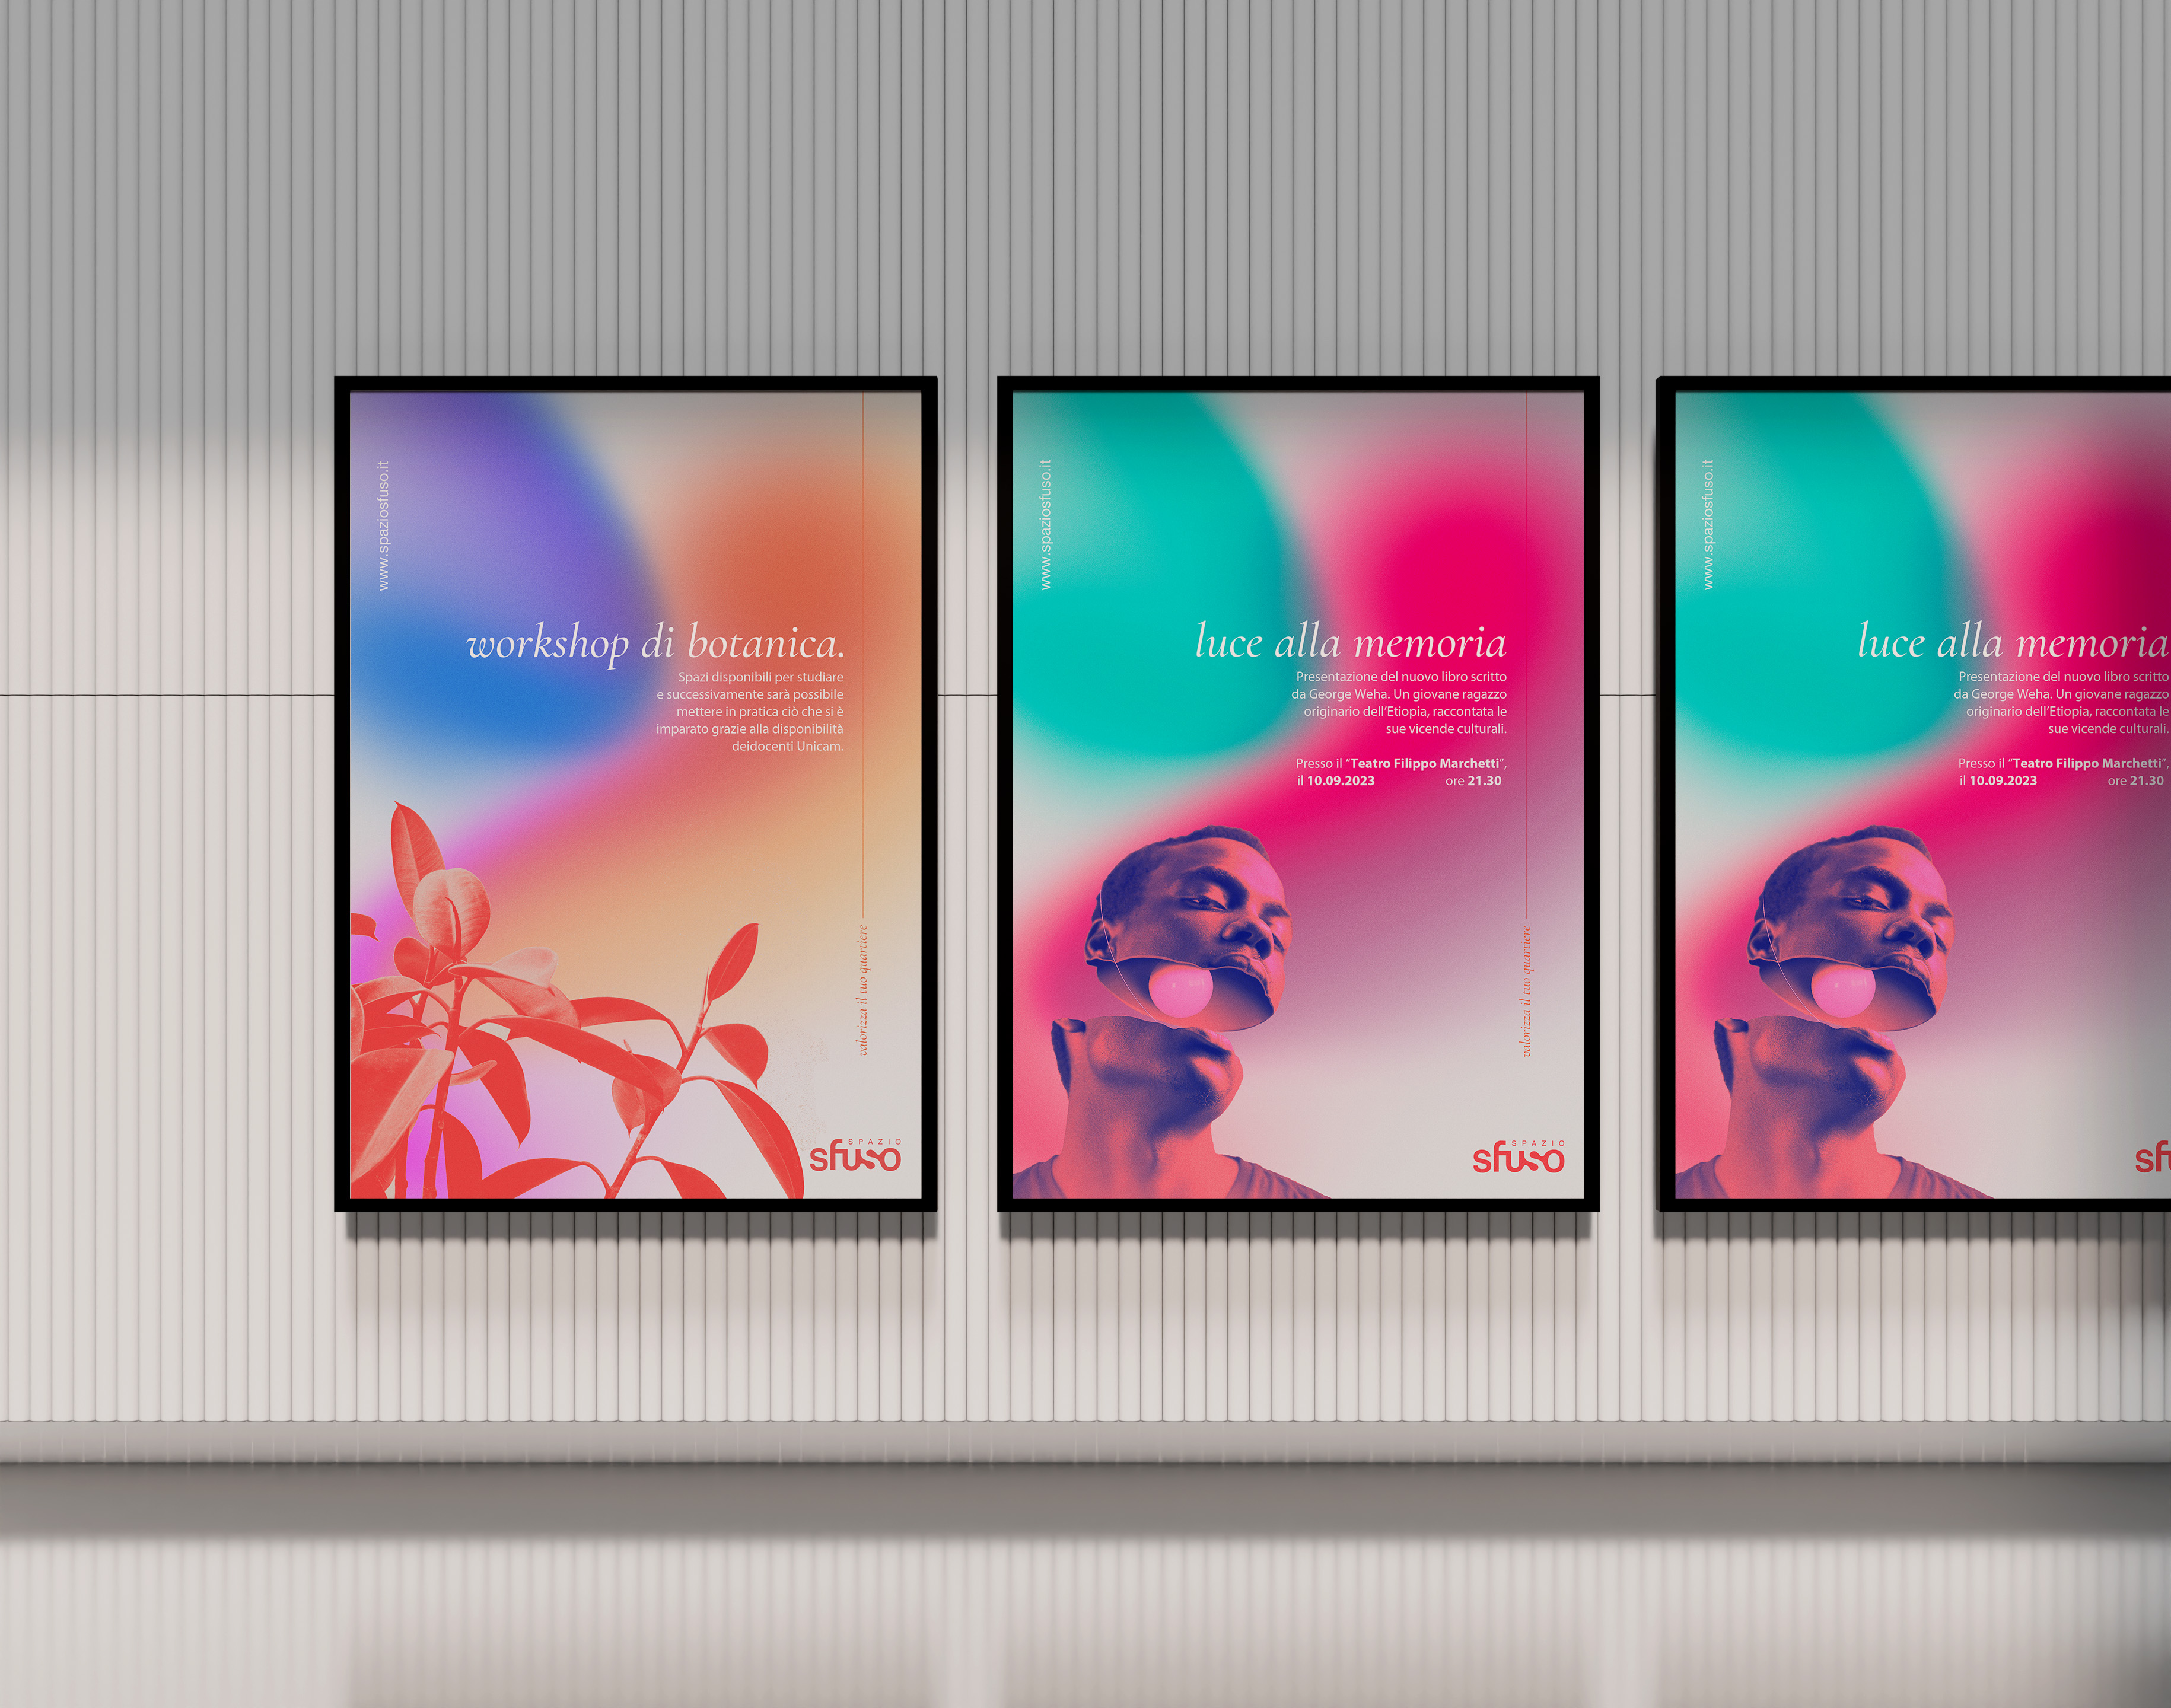 www.spaziosfuso.it
workshop di botanica.
Spazi disponibili per studiare
e successivamente sarà possibile
mettere in pratica ciò che si è
imparato grazie alla disponibilità
deidocenti Unicam.
valorizza il tuo quartiere
SPAZIO
sfuso
www.spaziosfuso.it
luce alla memoria
Presentazione del nuovo libro scritto
da George Weha. Un giovane ragazzo
originario dell'Etiopia, raccontata le
sue vicende culturali.
Presso il “Teatro Filippo Marchetti”,
il 10.09.2023 ore 21.30
valorizza il tuo quartiere
SPAZIO
sfuso
www.spaziosfuso.it
luce alla memoria
Presentazione del nuovo libro scritto
da George Weha. Un giovane ragazzo
originario dell'Etiopia, raccontata le
sue vicende culturali.
Presso il “Teatro Filippo Marchetti”,
il 10.09.2023 ore 21.30
sfu